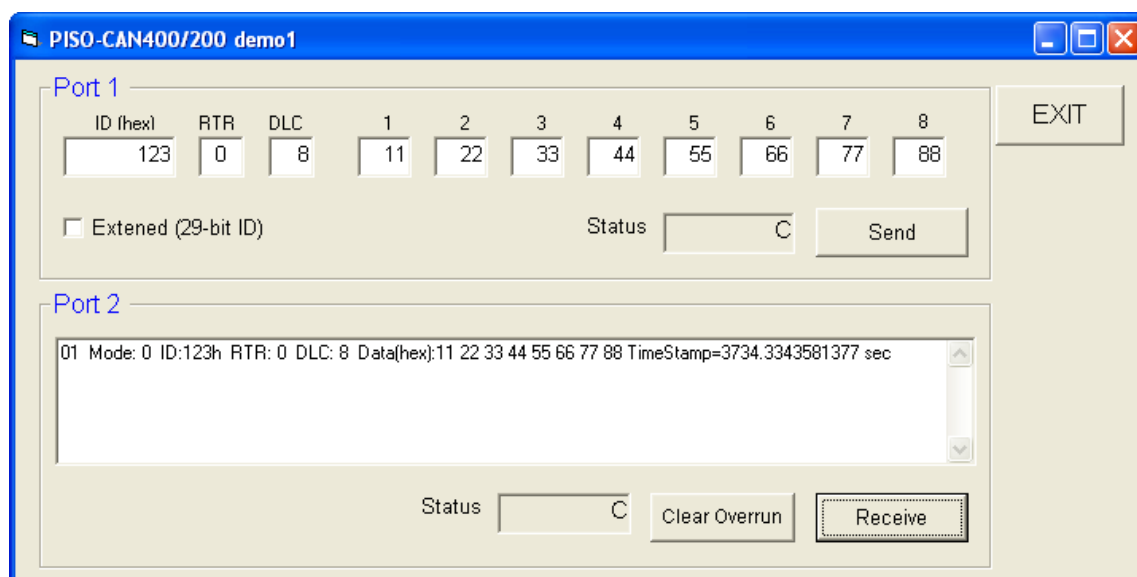 PISO-CAN400/200 demo1
Port 1
EXIT
ID (hex) RTR DLC 1 2 3 4 5 6 7 8
123 0 8 11 22 33 44 55 66 77 88
Extened (29-bit ID) Status C Send
Port 2
01 Mode: 0 ID:123h RTR: 0 DLC: 8 Data(hex):11 22 33 44 55 66 77 88 TimeStamp=3734.3343581377 sec
Status C Clear Overrun Receive